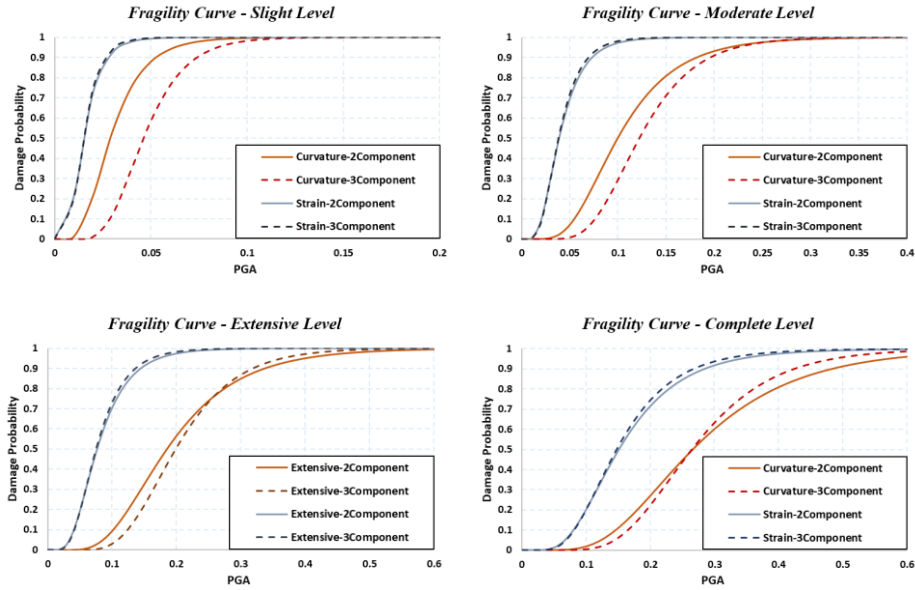 Fragility Curve - Slight Level
1
0.9
0.8
0.7
0.6
0.5
0.4
0.3
0.2
0.1
0
Damage Probability
Curvature-2Component
Curvature-3Component
Strain-2Component
Strain-3Component
0 0.05 0.1 0.15 0.2
PGA
Fragility Curve - Moderate Level
1
0.9
0.8
0.7
0.6
0.5
0.4
0.3
0.2
0.1
0
Damage Probability
Curvature-2Component
Curvature-3Component
Strain-2Component
Strain-3Component
0 0.05 0.1 0.15 0.2 0.25 0.3 0.35 0.4
PGA
Fragility Curve - Extensive Level
1
0.9
0.8
0.7
0.6
0.5
0.4
0.3
0.2
0.1
0
Damage Probability
Extensive-2Component
Extensive-3Component
Extensive-2Component
Extensive-3Component
0 0.1 0.2 0.3 0.4 0.5 0.6
PGA
Fragility Curve - Complete Level
1
0.9
0.8
0.7
0.6
0.5
0.4
0.3
0.2
0.1
0
Damage Probability
Curvature-2Component
Curvature-3Component
Strain-2Component
Strain-3Component
0 0.1 0.2 0.3 0.4 0.5 0.6
PGA